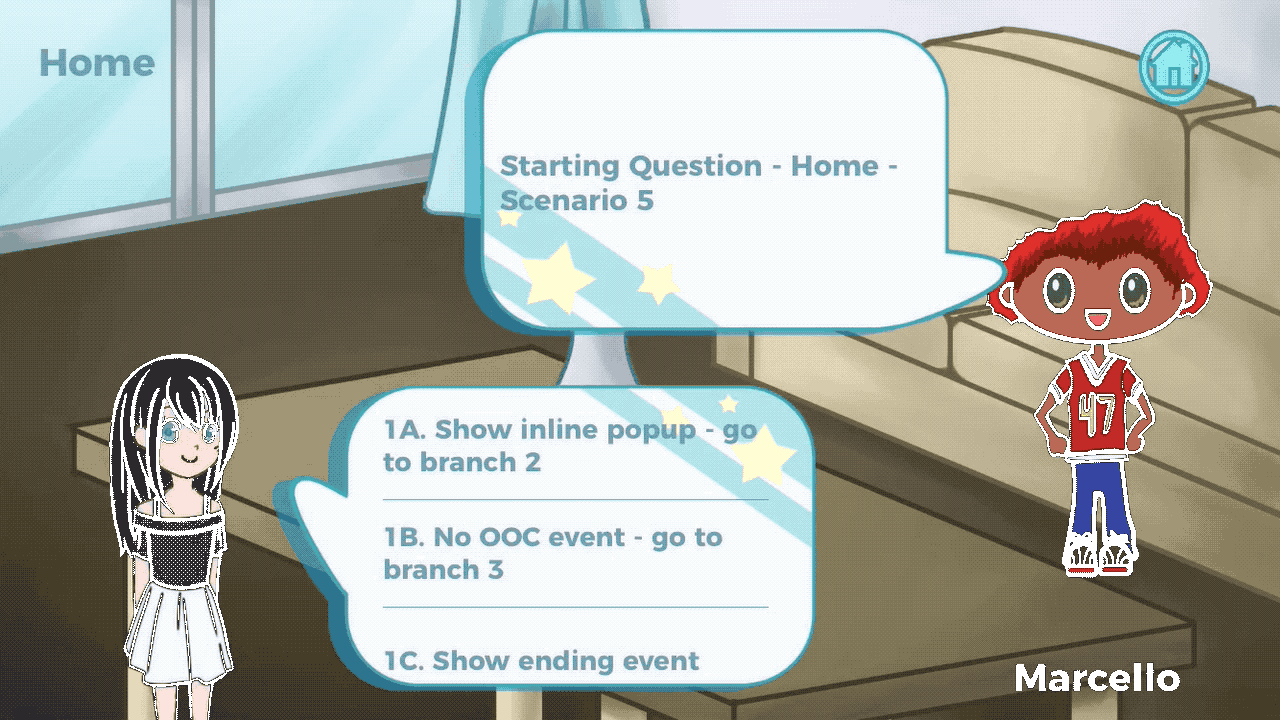 Home
Starting Question - Home -
Scenario 5
1A. Show inline popup - go
to branch 2
1B. No OOC event - go to
branch 3
1C. Show ending event
47
Marcello